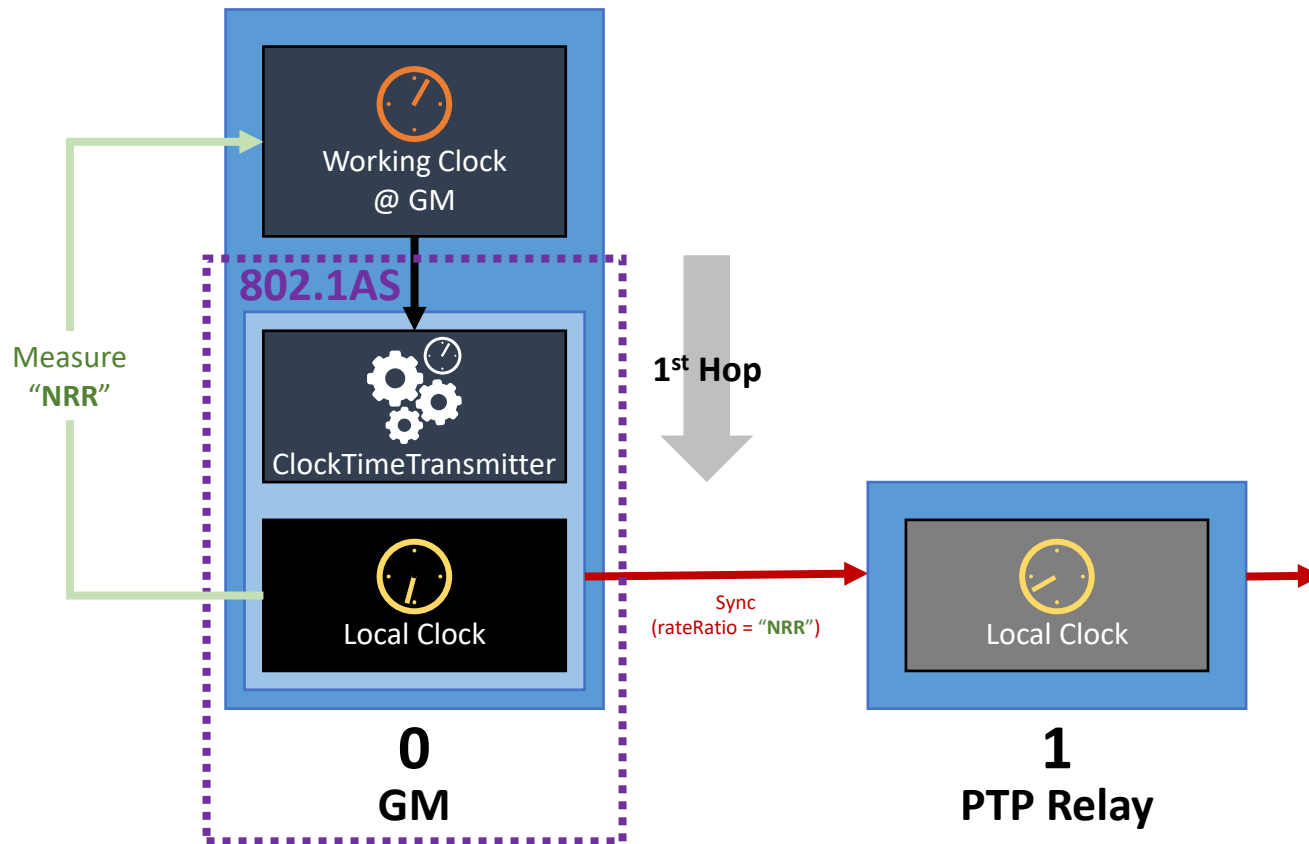 Working Clock
@ GM
802.1AS
Measure
“NRR”
1st Hop
ClockTimeTransmitter
Local Clock
Sync
(rateRatio = “NRR”)
Local Clock
0
GM
1
PTP Relay